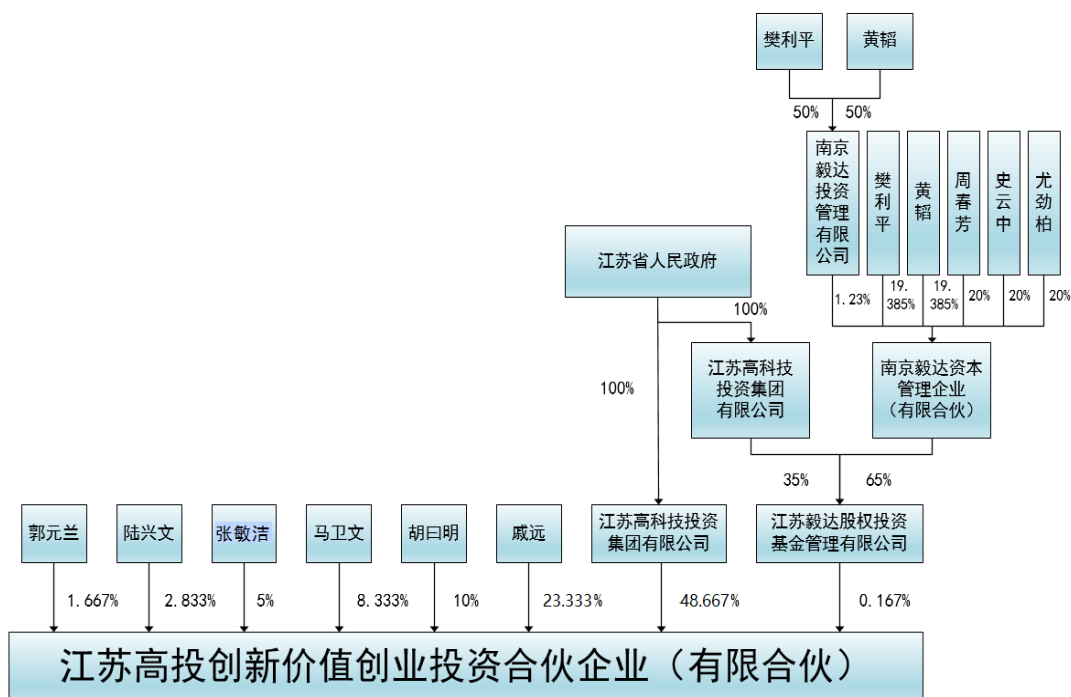 樊利平
黄韬
50%
50%
南京
毅达
投资
管理
有限
公司
樊利平
黄韬
周春芳
史云中
尤劲柏
江苏省人民政府
1.23%
19.
385%
19.
385%
20%
20%
20%
100%
100%
江苏高科技
投资集团
有限公司
南京毅达资本
管理企业
（有限合伙）
35%
65%
郭元兰
陆兴文
张敏洁
马卫文
胡曰明
戚远
江苏高科技投资
集团有限公司
江苏毅达股权投资
基金管理有限公司
1.667%
2.833%
5%
8.333%
10%
23.333%
48.667%
0.167%
江苏高投创新价值创业投资合伙企业（有限合伙）